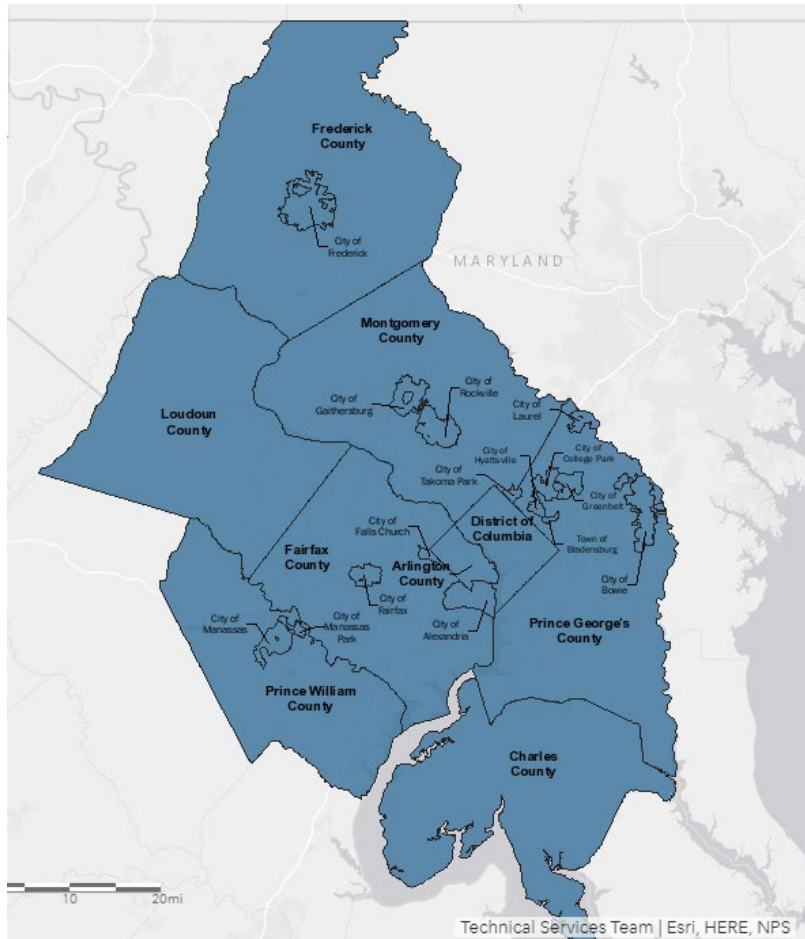 Frederick
County
City of
Frederick
MARYLAND
Montgomery
County
City of
Gaithersburg
City of
Rockville
City of
Laurel
Loudoun
County
City of
Hyattsville
City of
College Park
City of
Takoma Park
City of
Greenbelt
City of
Falls Church
District of
Columbia
Town of
Bladensburg
Fairfax
County
Arlington
County
City of
Bowie
City of
Fairfax
City of
Manassas
City of
Manassas
Park
City of
Alexandria
Prince George's
County
Prince William
County
Charles
County
10
20mi
Technical Services Team | Esri, HERE, NPS